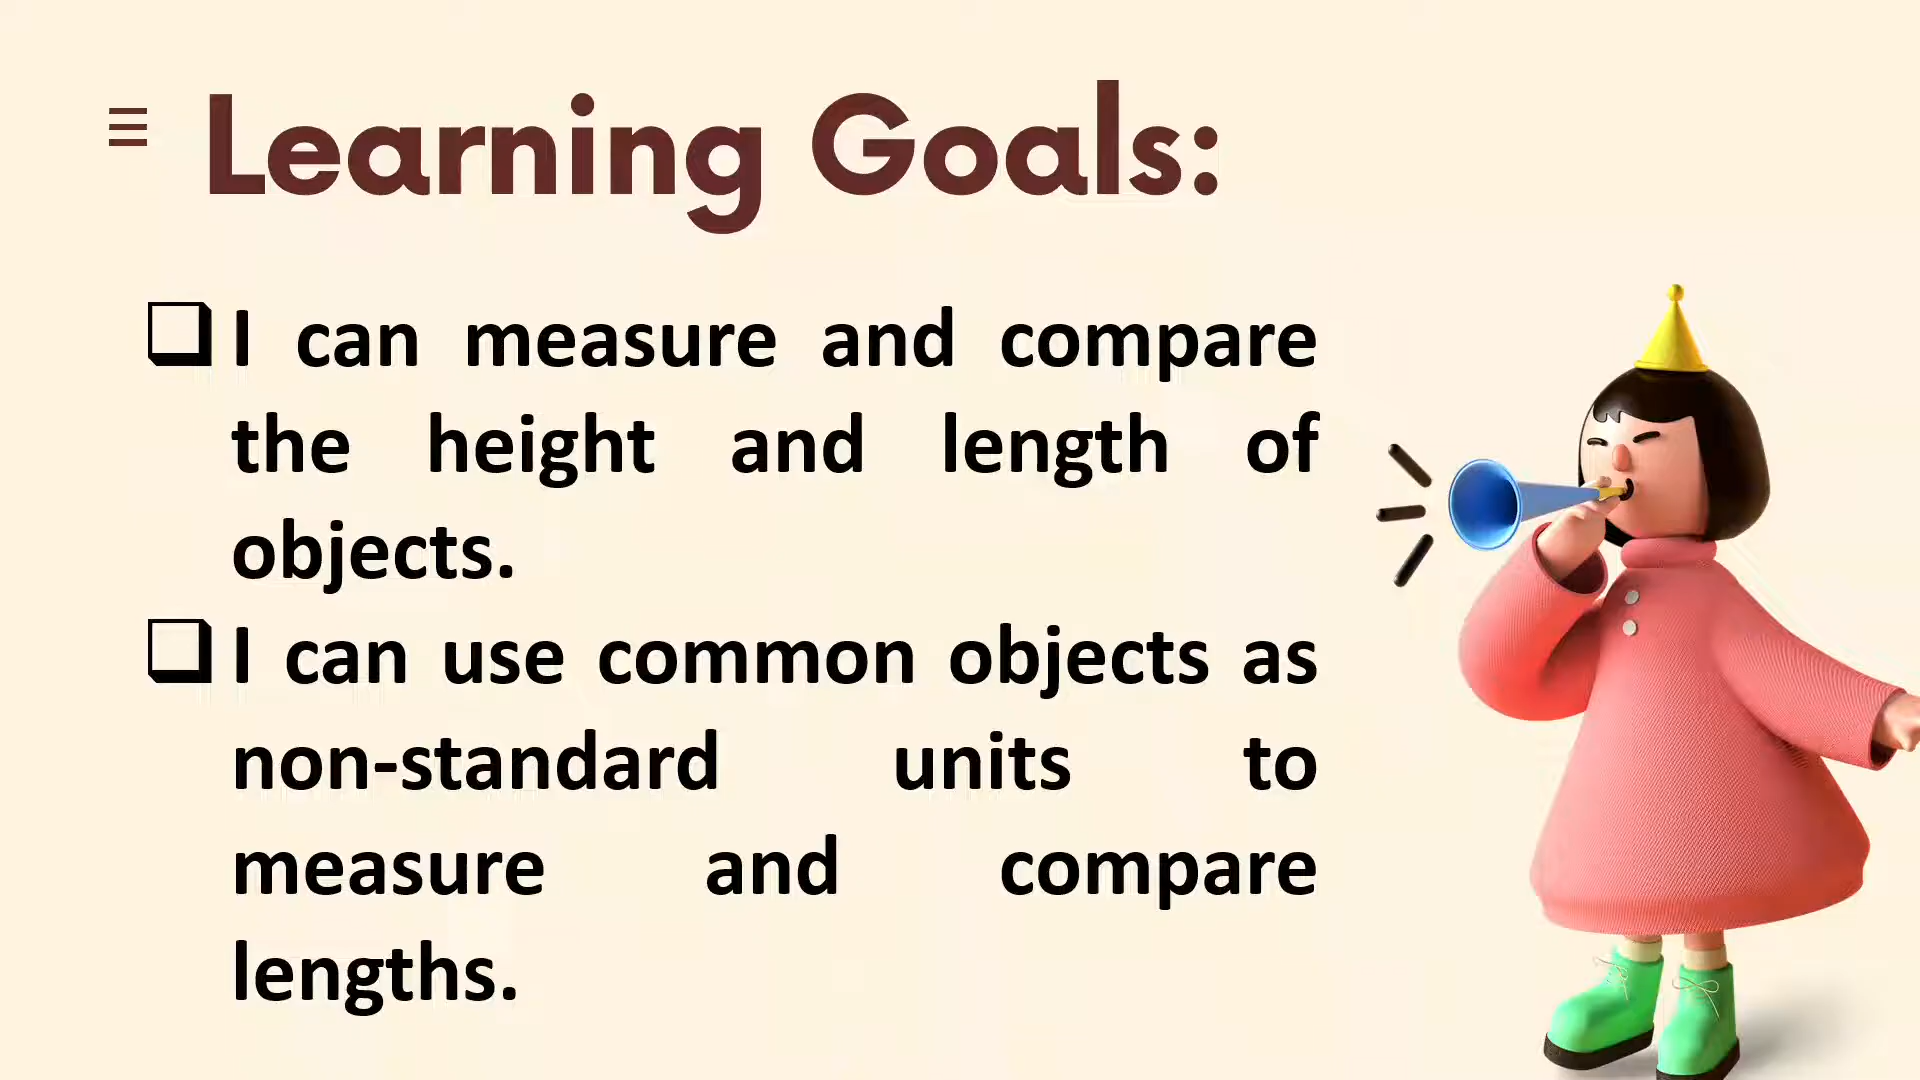 Learning Goals:
I can measure and compare
the height and length of
objects.
I can use common objects as
non-standard units to
measure and compare
lengths.